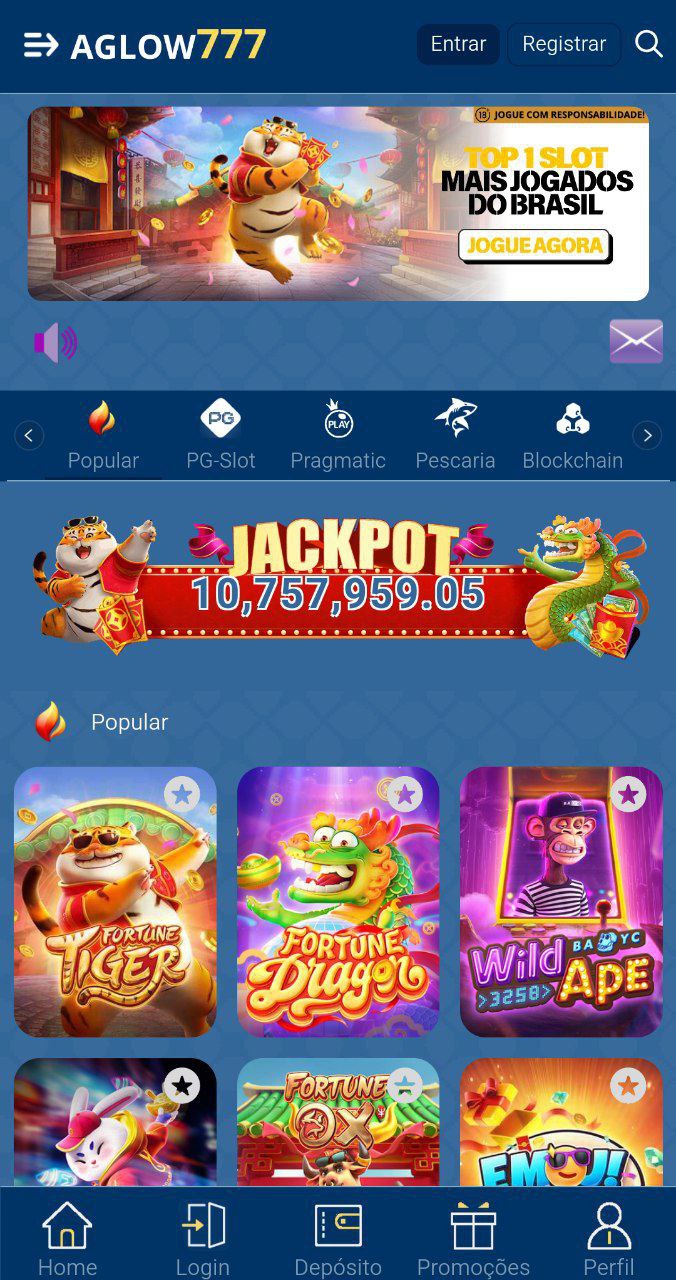 AGLOW777
Entrar
Registrar
18 JOGUE COM RESPONSABILIDADE!
TOP 1 SLOT
MAIS JOGADOS
DO BRASIL
JOGUE AGORA
Popular
PG-Slot
Pragmatic
Pescaria
Blockchain
PG
PLAY
JACKPOT
10,757,959.05
Popular
FORTUNE
TIGER
FORTUNE
Dragon
Wild
BAYC
Ape
>3258>
FORTUNE
OX
EMOJI
Home
Login
Depósito
Promoções
Perfil